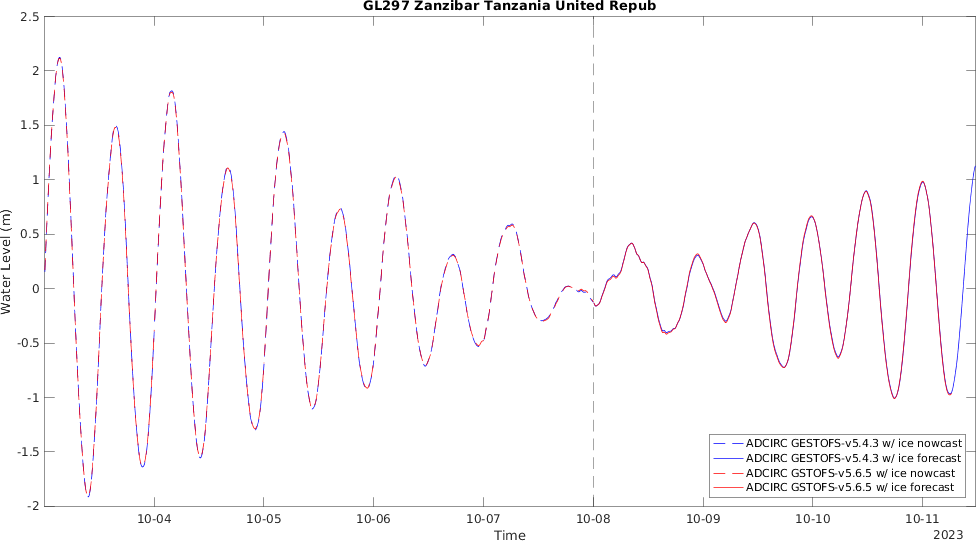 GL297 Zanzibar Tanzania United Repub
2.5
2
1.5
1
0.5
0
-0.5
-1
-1.5
-2
Water Level (m)
ADCIRC GESTOFS-v5.4.3 w/ ice nowcast
ADCIRC GESTOFS-v5.4.3 w/ ice forecast
ADCIRC GSTOFS-v5.6.5 w/ ice nowcast
ADCIRC GSTOFS-v5.6.5 w/ ice forecast
10-04 10-05 10-06 10-07 10-08 10-09 10-10 10-11
Time
2023